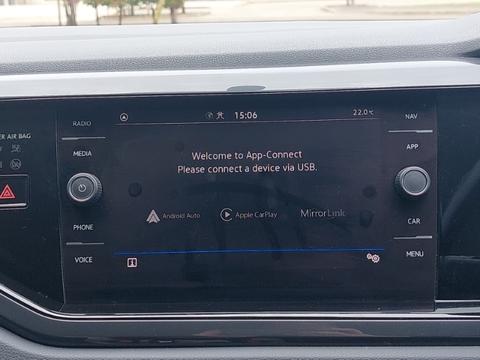 RADIO
15:06
22.0°C
NAV
AIR BAG
MEDIA
Welcome to App-Connect
Please connect a device via USB.
APP
Android Auto
Apple CarPlay
MirrorLink
PHONE
CAR
VOICE
MENU